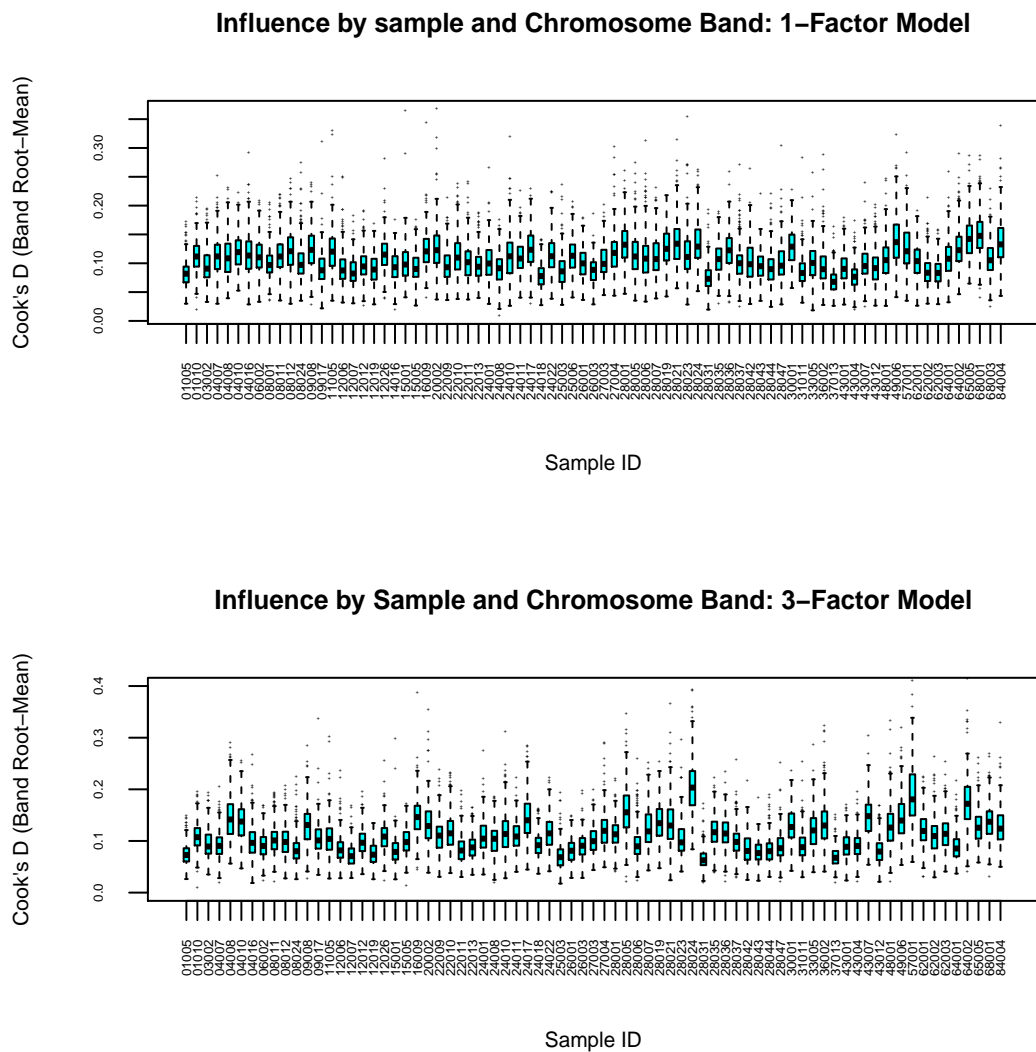 Influence by sample and Chromosome Band: 1−Factor Model
Cook's D (Band Root−Mean)
0.30
0.20
0.10
0.00
01005 01010 03002 04007 04008 04010 04016 06002 08001 08011 08012 08024 09008 09017 11005 12006 12007 12012 12019 12026 14016 15001 15005 16009 20002 22009 22010 22011 22013 24001 24008 24010 24011 24017 24018 24022 25003 25006 26001 26003 27004 28001 28005 28006 28007 28019 28021 28023 28024 28031 28035 28036 28037 28042 28043 28044 28047 30001 31011 33005 36002 37013 43001 43004 43007 43012 48001 49006 57001 62001 62002 62003 64001 64002 65005 68001 68003 84004
Sample ID
Influence by Sample and Chromosome Band: 3−Factor Model
Cook's D (Band Root−Mean)
0.4
0.3
0.2
0.1
0.0
01005 01010 03002 04007 04008 04010 04016 06002 08011 08012 08024 09008 09017 11005 12006 12007 12012 12019 12026 14016 15005 16009 20002 22009 22010 22011 22013 24001 24008 24010 24011 24017 24018 24022 25003 26001 26003 27003 27004 28001 28005 28006 28007 28019 28021 28023 28024 28031 28035 28036 28037 28042 28043 28044 28047 30001 31011 33005 36002 37013 43001 43004 43007 43012 48001 49006 57001 62001 62002 62003 64001 64002 65005 68001 84004
Sample ID